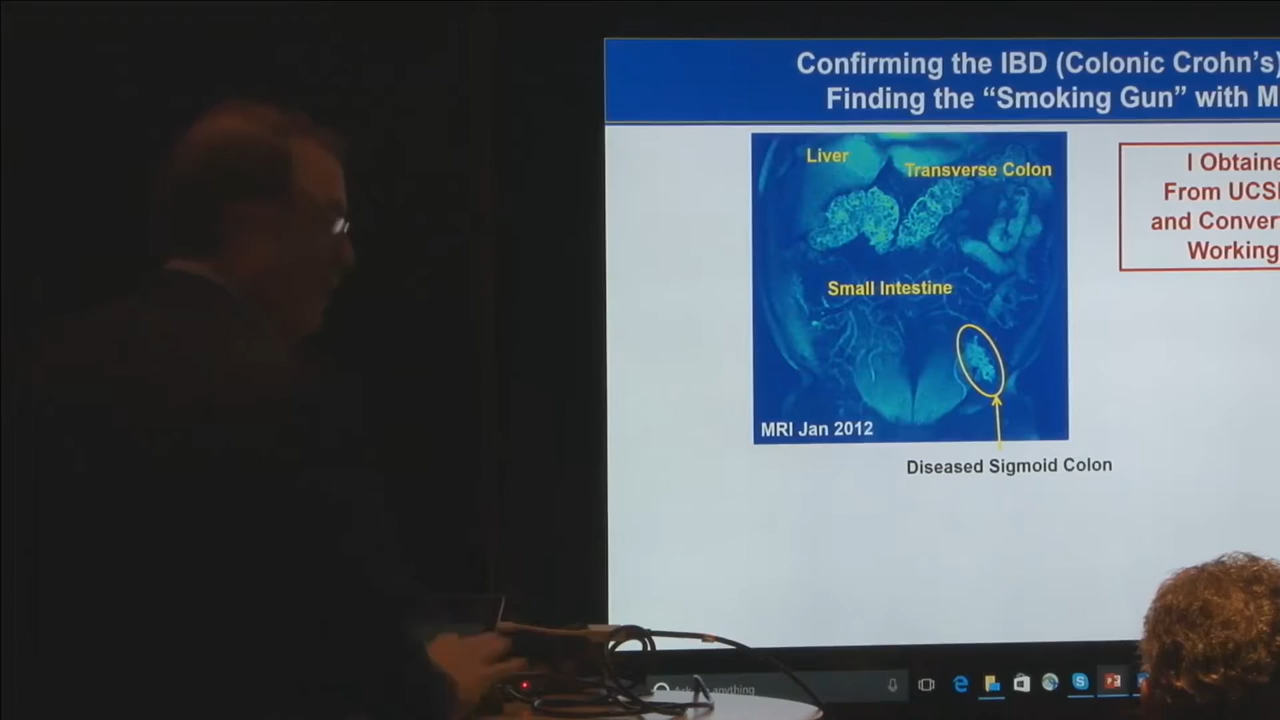 Confirming the IBD (Colonic Crohn's)
Finding the “Smoking Gun” with M
Liver
Transverse Colon
I Obtaine
From UCS
and Conver
Working
Small Intestine
MRI Jan 2012
Diseased Sigmoid Colon
anything